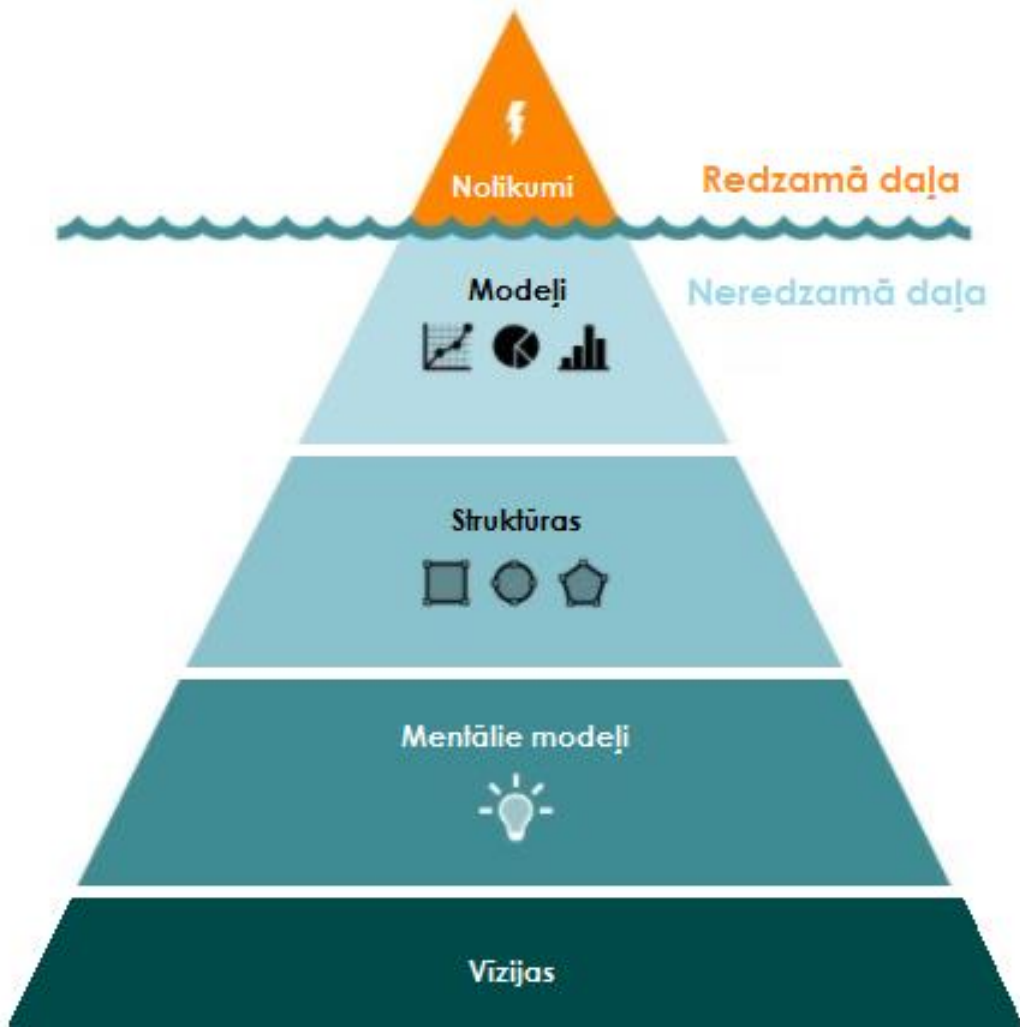 Notikumi
Redzamā daļa
Neredzamā daļa
Modeļi
Struktūras
Mentālie modeļi
Vīzijas